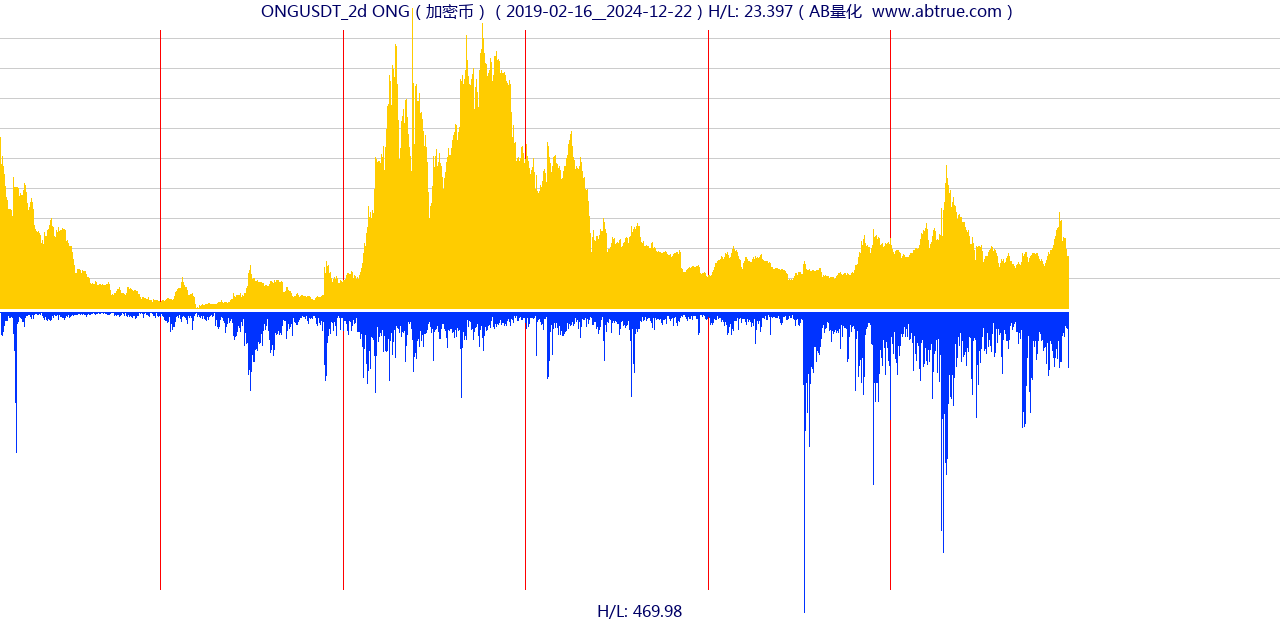 ONGUSDT_2d ONG（加密币）（2019-02-16__2024-12-22）H/L: 23.397（AB量化  www.abtrue.com）
H/L: 469.98